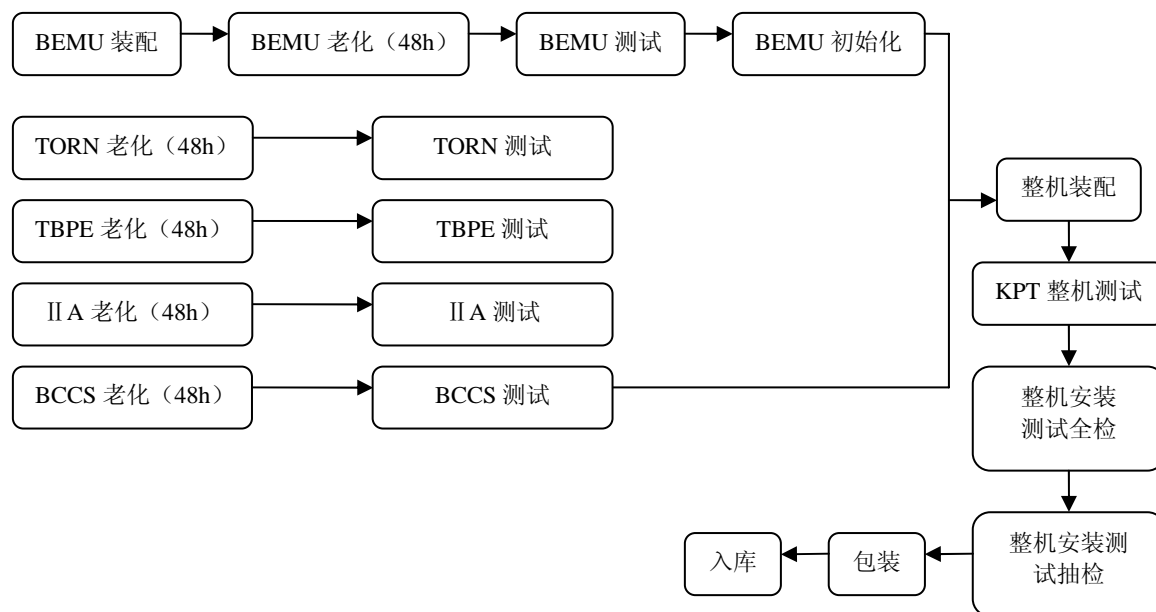 BEMU 装配
BEMU 老化（48h）
BEMU 测试
BEMU 初始化
TORN 老化（48h）
TORN 测试
整机装配
TBPE 老化（48h）
TBPE 测试
KPT 整机测试
ⅡA 老化（48h）
ⅡA 测试
BCCS 老化（48h）
BCCS 测试
整机安装
测试全检
整机安装测
试抽检
包装
入库